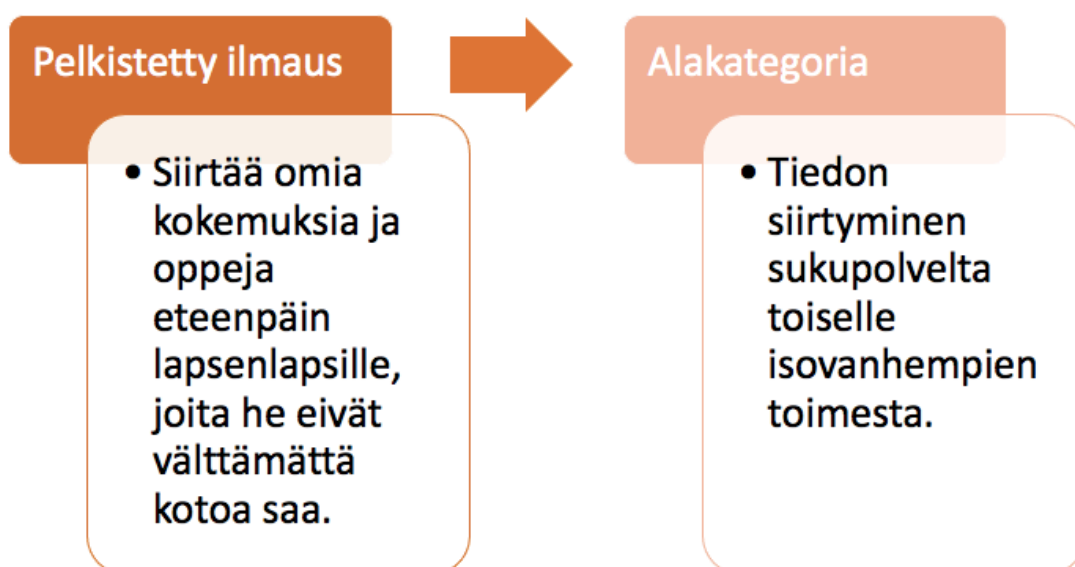 Pelkistetty ilmaus
• Siirtää omia
kokemuksia ja
oppeja
eteenpäin
lapsenlapsille,
joita he eivät
välttämättä
kotoa saa.
Alakategoria
• Tiedon
siirtyminen
sukupolvelta
toiselle
isovanhempien
toimesta.